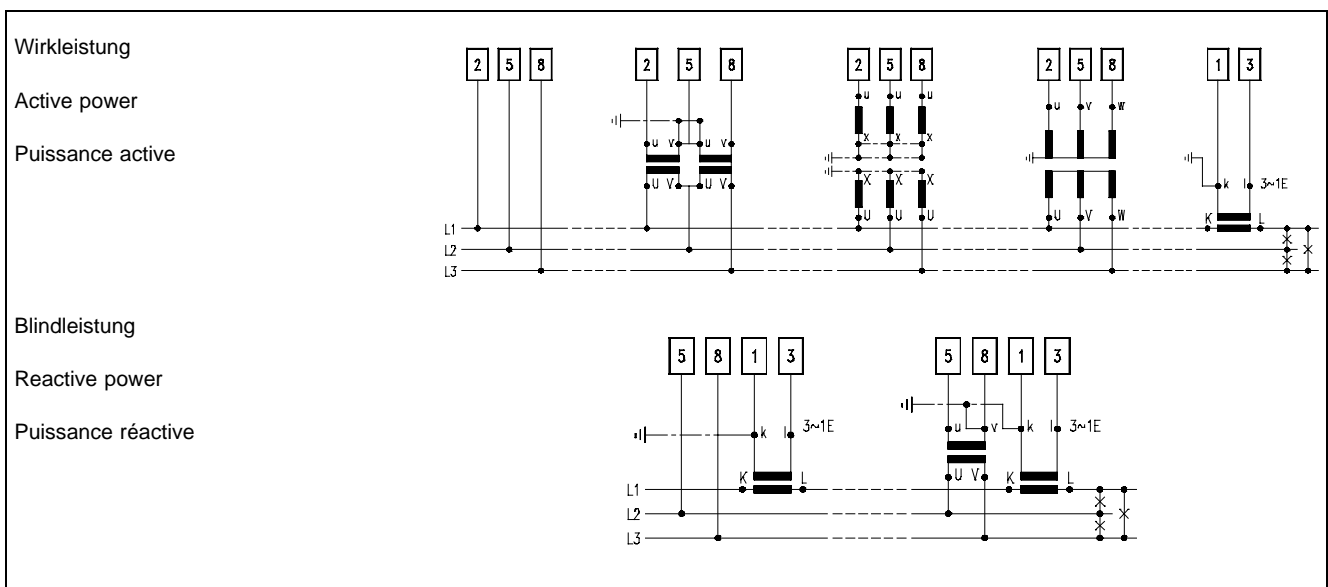 Wirkleistung
Active power
Puissance active
2 5 8 2 5 8 2 5 8 2 5 8 1 3
u u u u v w
u v u v x x x k l 3~1E
U V U V X X X K L
U U U U V W
L1
L2
L3
Blindleistung
Reactive power
Puissance réactive
5 8 1 3 5 8 1 3
k l 3~1E u v k l 3~1E
K L U V K L
L1
L2
L3